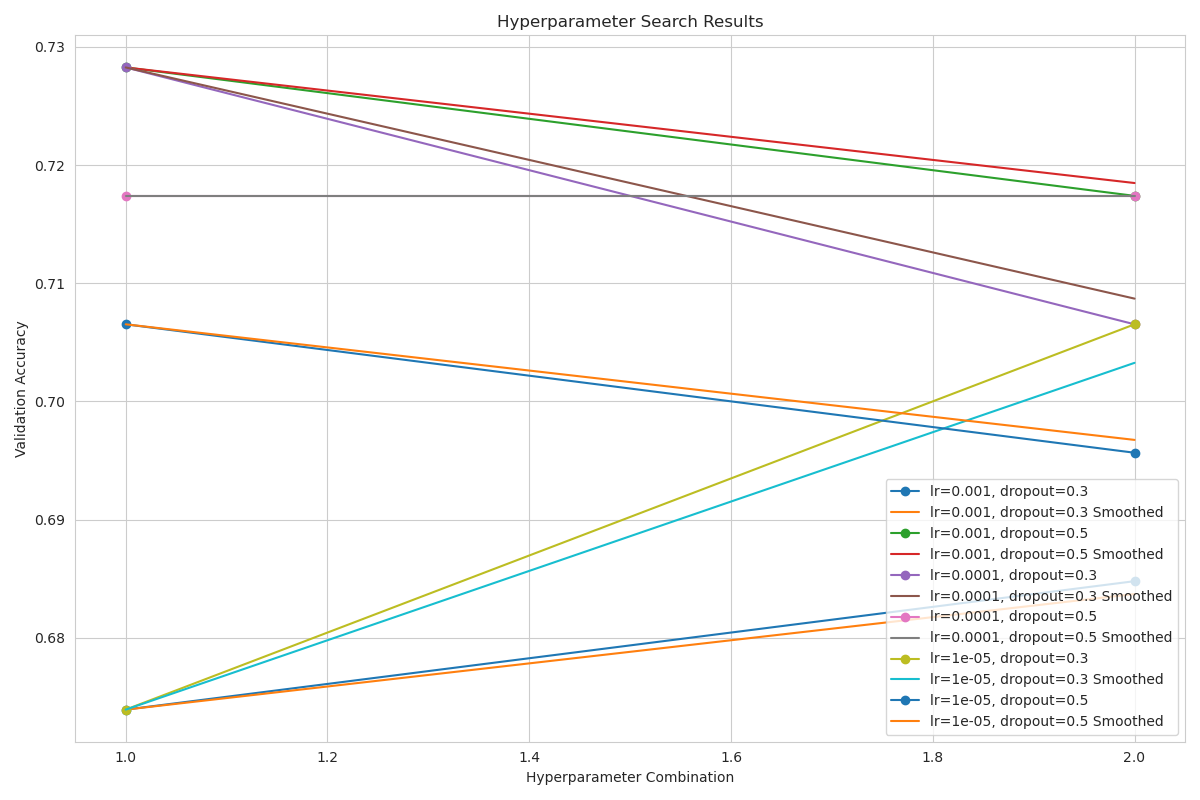 Hyperparameter Search Results
0.73
0.72
0.71
0.70
0.69
0.68
Validation Accuracy
lr=0.001, dropout=0.3
lr=0.001, dropout=0.3 Smoothed
lr=0.001, dropout=0.5
lr=0.001, dropout=0.5 Smoothed
lr=0.0001, dropout=0.3
lr=0.0001, dropout=0.3 Smoothed
lr=0.0001, dropout=0.5
lr=0.0001, dropout=0.5 Smoothed
lr=1e-05, dropout=0.3
lr=1e-05, dropout=0.3 Smoothed
lr=1e-05, dropout=0.5
lr=1e-05, dropout=0.5 Smoothed
1.0 1.2 1.4 1.6 1.8 2.0
Hyperparameter Combination